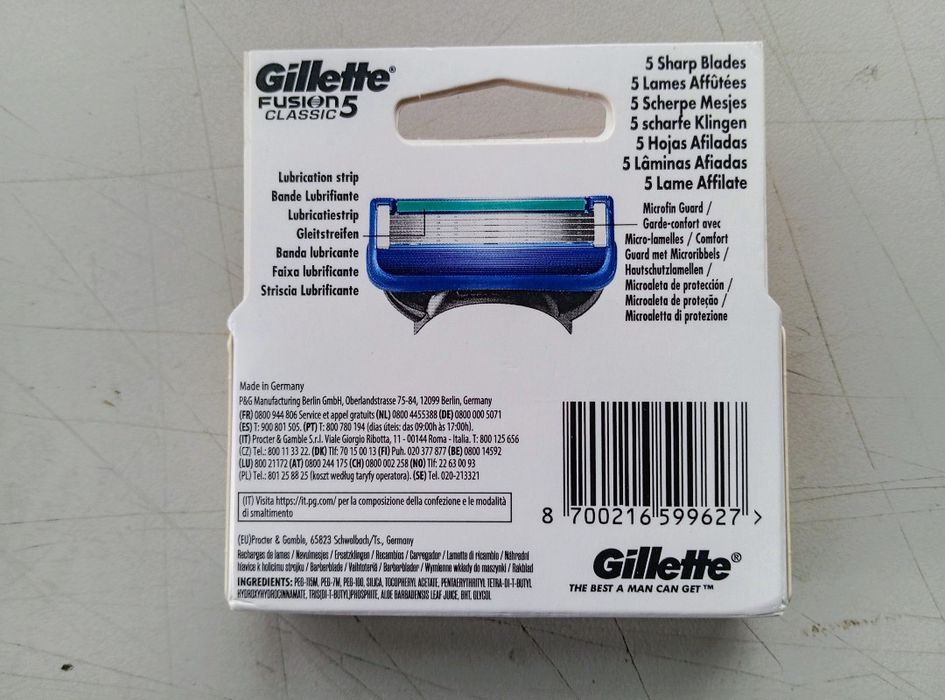 Gillette®
FUSION5
CLASSIC
5 Sharp Blades
5 Lames Affûtées
5 Scherpe Mesjes
5 scharfe Klingen
5 Hojas Afiladas
5 Lâminas Afiadas
5 Lame Affilate
Lubrication strip
Bande Lubrifiante
Lubricatiestrip
Gleitstreifen
Banda lubricante
Faixa lubrificante
Striscia Lubrificante
Microfin Guard /
Garde-confort avec
Micro-lamelles / Comfort
Guard met Microribbels /
Hautschutzlamellen /
Microaleta de protección /
Microaleta de proteção /
Microaletta di protezione
Made in Germany
P&G Manufacturing Berlin GmbH, Oberlandstrasse 75-84, 12099 Berlin, Germany
(FR) 0800 944 806 Service et appel gratuits (NL) 0800 4455388 (DE) 0800 000 5071
(ES) T: 900 801 505. (PT) T: 800 780 194 (dias úteis: das 09:00h às 17:00h).
(IT) Procter & Gamble S.r.l. Viale Giorgio Ribotta, 11 - 00144 Roma - Italia. T: 800 125 656
(CZ) Tel.: 800 11 33 22. (DK) Tlf: 70 15 00 13 (FI) Puh. 020 377 877 (BE) 0800 14592
(LU) 800 21172 (AT) 0800 244 175 (CH) 0800 002 258 (NO) Tlf: 22 63 00 93
(PL) Tel.: 801 25 88 25 (koszt według taryfy operatora). (SE) Tel. 020-213321
(IT) Visita https://it.pg.com/ per la composizione della confezione e le modalità
di smaltimento
8 700216 599627 >
(EU)Procter & Gamble, 65823 Schwalbach/Ts., Germany
Recharges de lames / Navulmesjes / Ersatzklingen / Recambios / Carregador / Lamette di ricambio / Náhradní
hlavice k holicímu strojku / Barberblade / Vaihtoteriä / Barberblader / Wymienne wkłady do maszynki / Rakblad
INGREDIENTS: PEG-115M, PEG-7M, PEG-100, SILICA, TOCOPHERYL ACETATE, PENTAERYTHRITYL TETRA-DI-T-BUTYL
HYDROXYHYDROCINNAMATE, TRIS(DI-T-BUTYL)PHOSPHITE, ALOE BARBADENSIS LEAF JUICE, BHT, GLYCOL
Gillette®
THE BEST A MAN CAN GET™